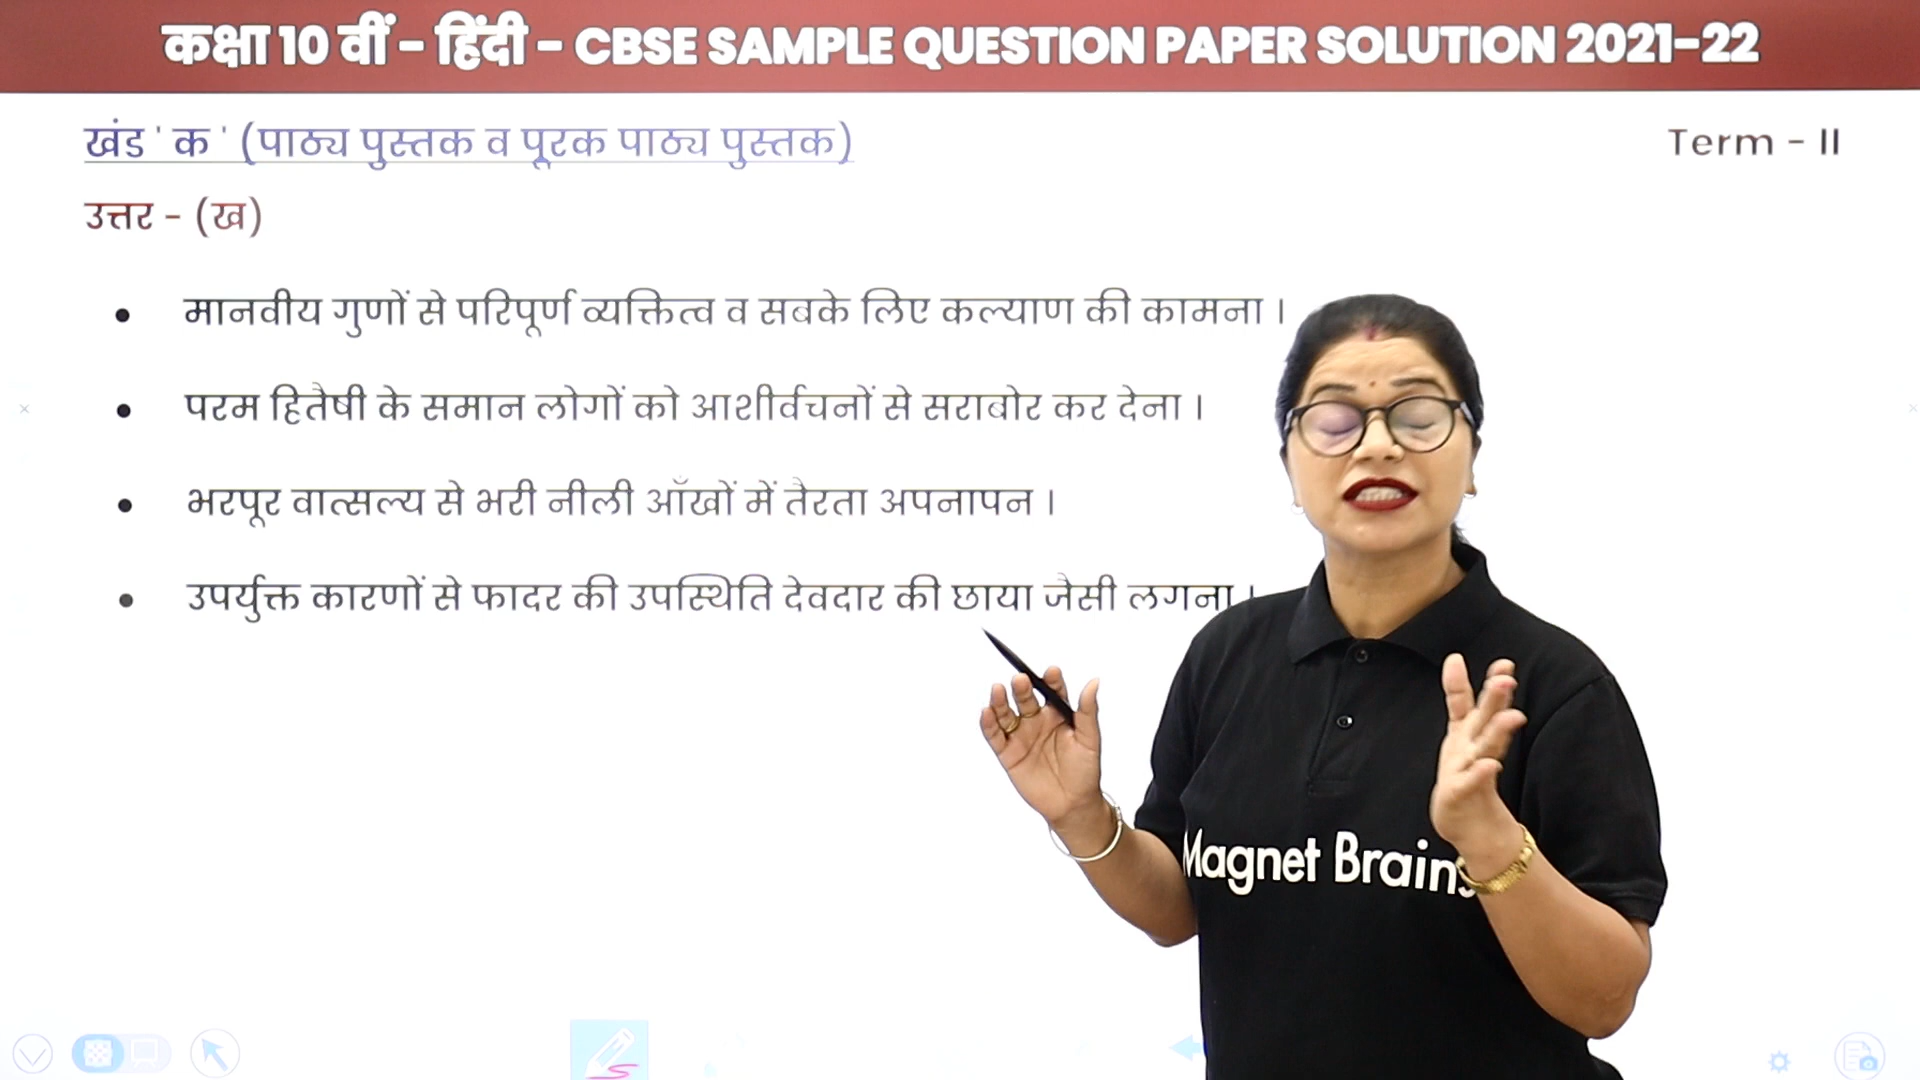 कक्षा 10 वीं - हिंदी - CBSE SAMPLE QUESTION PAPER SOLUTION 2021-22
खंड ' क ' (पाठ्य पुस्तक व पूरक पाठ्य पुस्तक)
Term - II
उत्तर - (ख)
• मानवीय गुणों से परिपूर्ण व्यक्तित्व व सबके लिए कल्याण की कामना ।
• परम हितैषी के समान लोगों को आशीर्वचनों से सराबोर कर देना ।
• भरपूर वात्सल्य से भरी नीली आँखों में तैरता अपनापन ।
• उपर्युक्त कारणों से फादर की उपस्थिति देवदार की छाया जैसी लगना ।
Magnet Brains